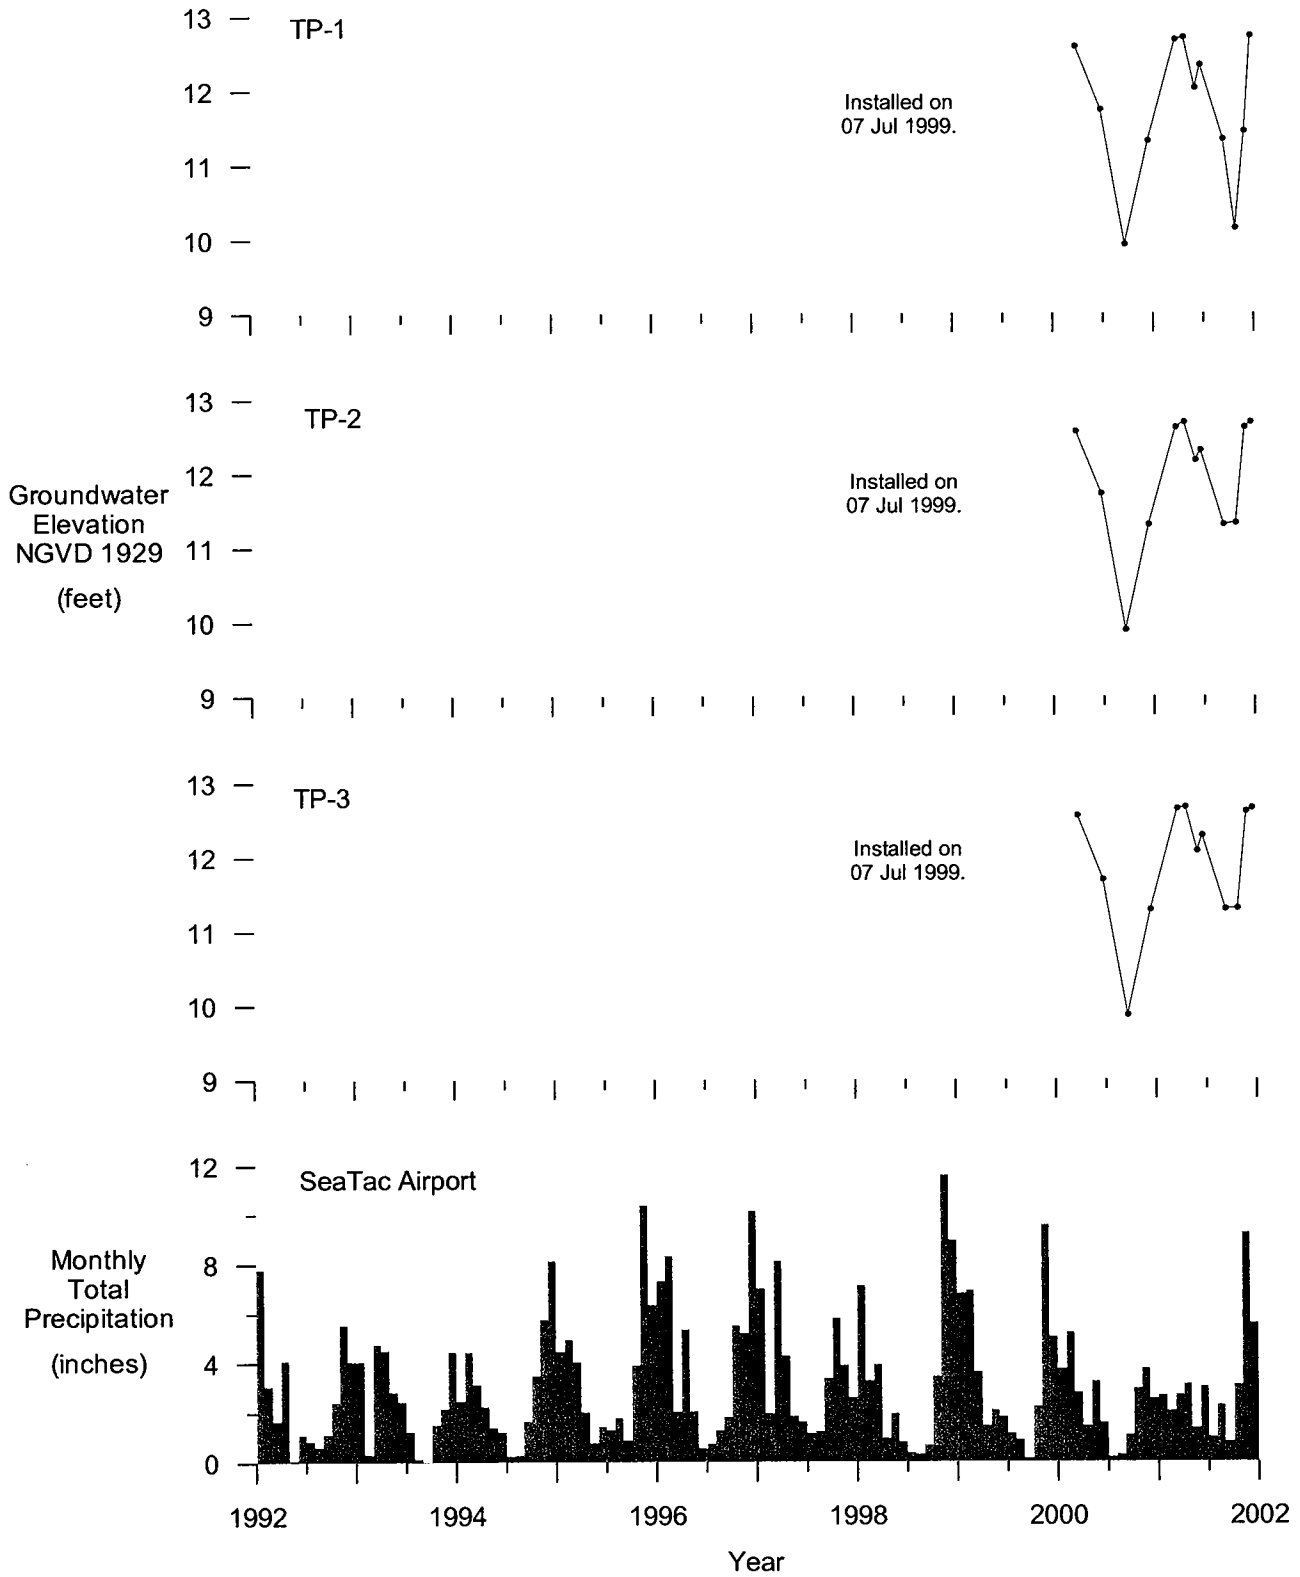 13
TP-1
12
Installed on
07 Jul 1999.
11
10
9
13
TP-2
12
Installed on
07 Jul 1999.
Groundwater
Elevation
NGVD 1929
(feet)
11
10
9
13
TP-3
12
Installed on
07 Jul 1999.
11
10
9
12
SeaTac Airport
8
Monthly
Total
Precipitation
(inches)
4
0
1992 1994 1996 1998 2000 2002
Year